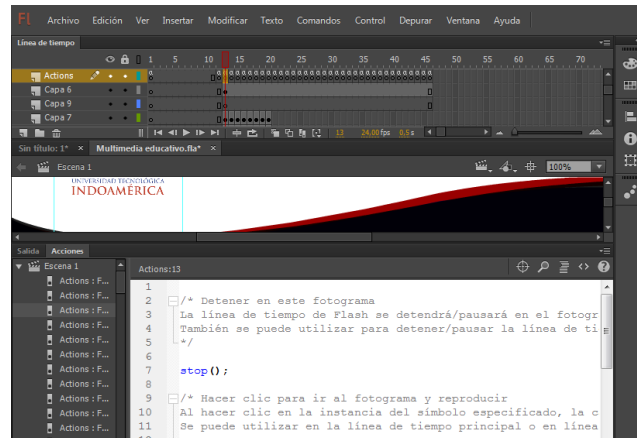 Fl Archivo Edición Ver Insertar Modificar Texto Comandos Control Depurar Ventana Ayuda
Línea de tiempo
1 5 10 15 20 25 30 35 40 45 50 55 60 65 70
Actions
Capa 6
Capa 9
Capa 7
13 24,00 fps 0,5 s
Sin título: 1* × Multimedia educativo.fla* ×
Escena 1 100%
UNIVERSIDAD TECNOLÓGICA
INDOAMÉRICA
Salida Acciones
Escena 1
Actions : F...
Actions : F...
Actions : F...
Actions : F...
Actions : F...
Actions : F...
Actions : F...
Actions : F...
Actions : F...
Actions : F...
Actions : F...
Actions:13
1
2 /* Detener en este fotograma
3 La línea de tiempo de Flash se detendrá/pausará en el fotogr
4 También se puede utilizar para detener/pausar la línea de ti
5 */
6
7 stop();
8
9 /* Hacer clic para ir al fotograma y reproducir
10 Al hacer clic en la instancia del símbolo especificado, la c
11 Se puede utilizar en la línea de tiempo principal o en línea